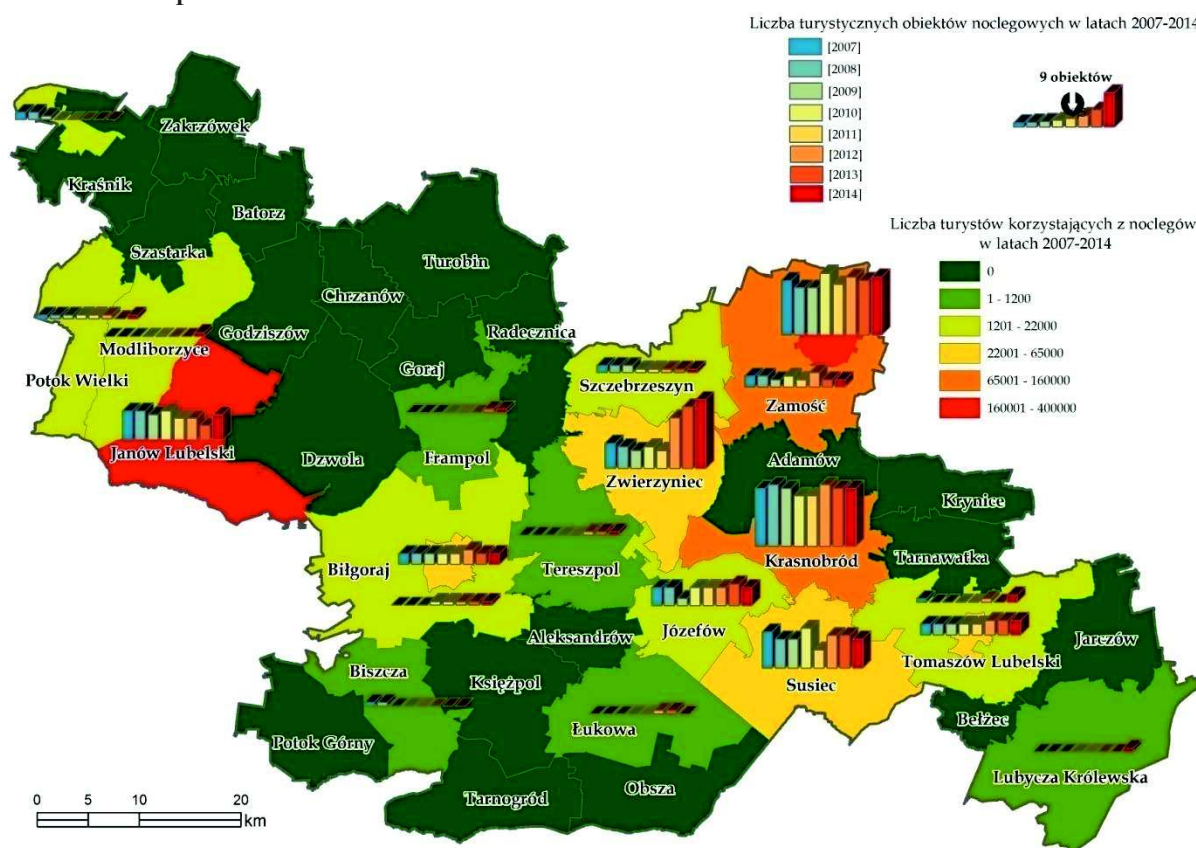 Liczba turystycznych obiektów noclegowych w latach 2007-2014
[2007]
[2008]
[2009]
[2010]
[2011]
[2012]
[2013]
[2014]
9 obiektów
Liczba turystów korzystających z noclegów
w latach 2007-2014
0
1 - 1200
1201 - 22000
22001 - 65000
65001 - 160000
160001 - 400000
Zakrzówek
Kraśnik
Batorz
Szastarka
Turobin
Chrzanów
Radecznica
Godziszów
Modliborzyce
Goraj
Potok Wielki
Szczebrzeszyn
Zamość
Janów Lubelski
Dzwola
Frampol
Zwierzyniec
Adamów
Krynice
Krasnobród
Tarnawatka
Biłgoraj
Tereszpol
Józefów
Aleksandrów
Jarczów
Tomaszów Lubelski
Biszcza
Księżpol
Susiec
Bełżec
Łukowa
Potok Górny
Lubycza Królewska
Obsza
Tarnogród
0 5 10 20
km